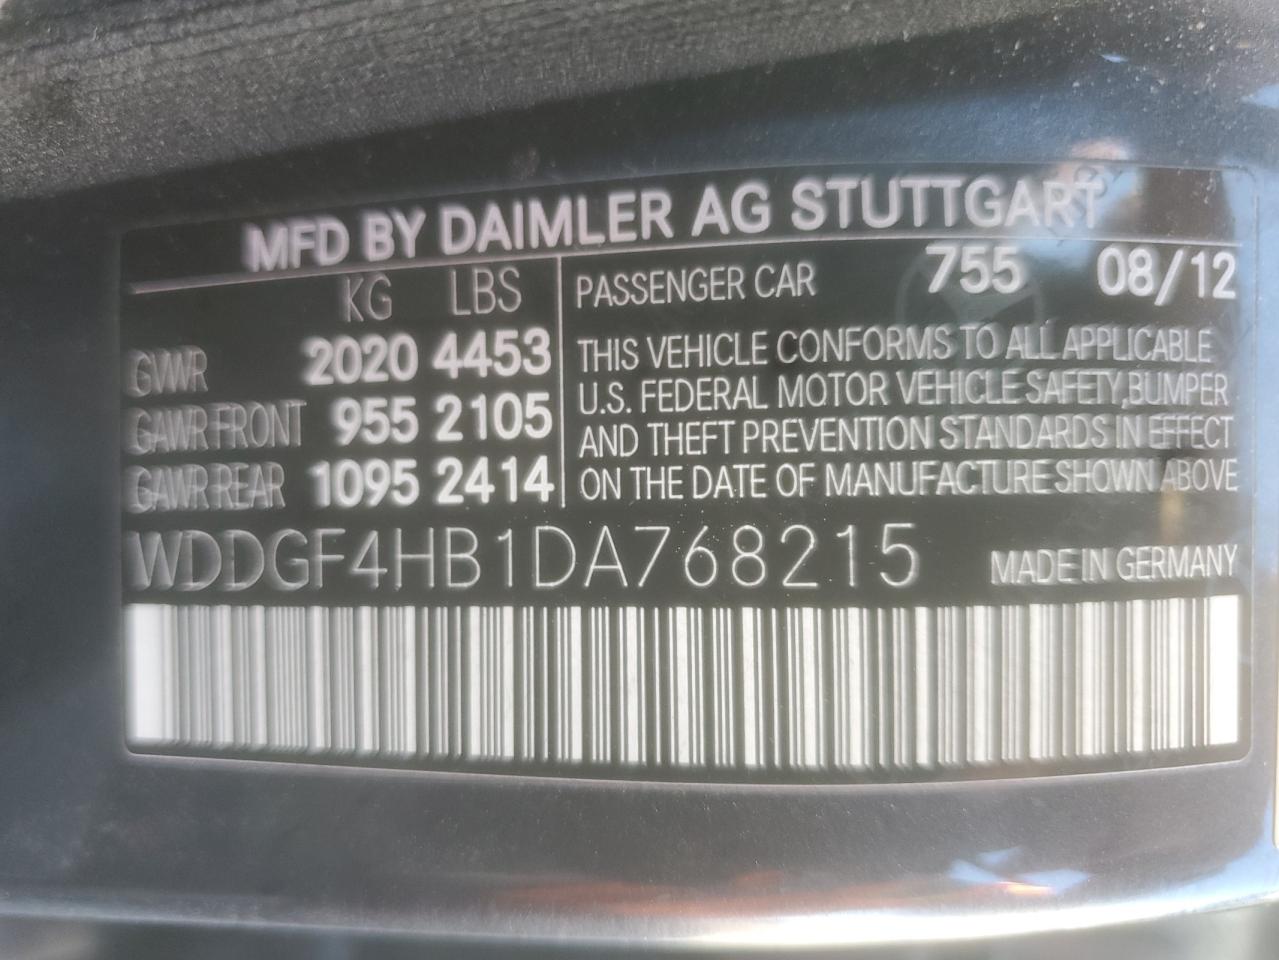 MFD BY DAIMLER AG STUTTGART
KG LBS
GVWR 2020 4453
GAWR FRONT 955 2105
GAWR REAR 1095 2414
PASSENGER CAR 755 08/12
THIS VEHICLE CONFORMS TO ALL APPLICABLE
U.S. FEDERAL MOTOR VEHICLE SAFETY,BUMPER
AND THEFT PREVENTION STANDARDS IN EFFECT
ON THE DATE OF MANUFACTURE SHOWN ABOVE
WDDGF4HB1DA768215 MADE IN GERMANY